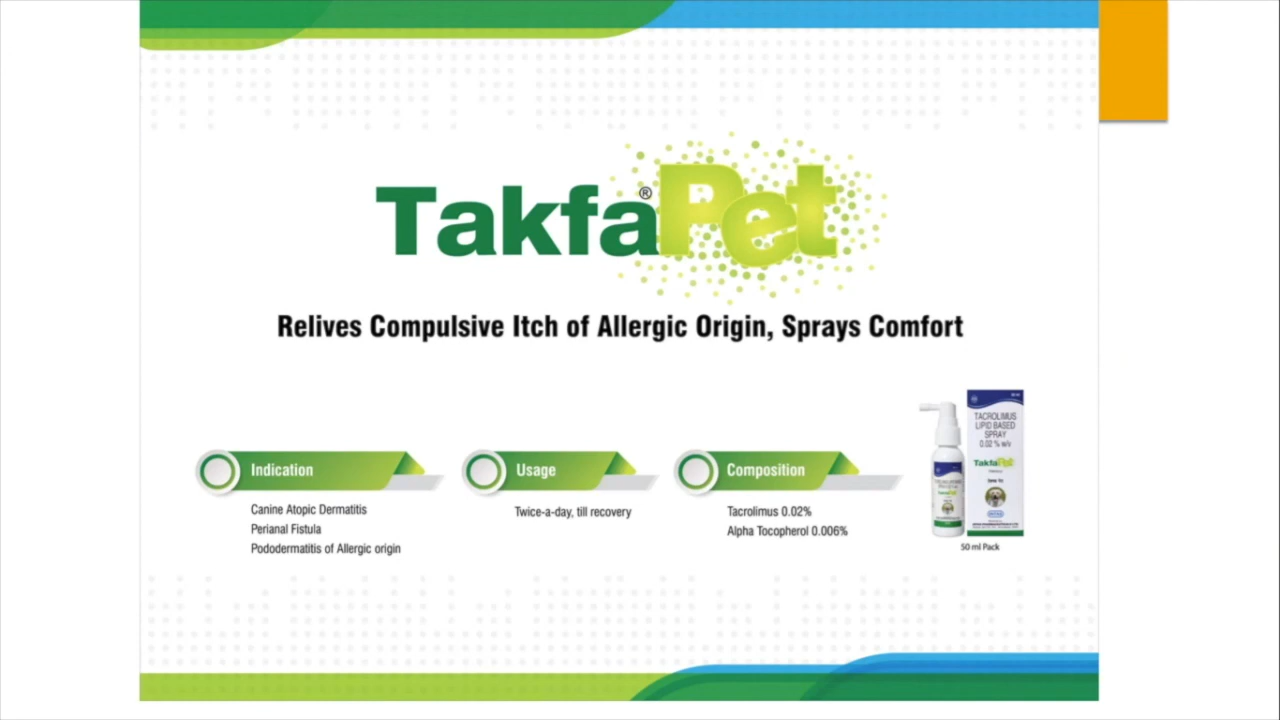 Takfa®Pet
Relives Compulsive Itch of Allergic Origin, Sprays Comfort
Indication
Canine Atopic Dermatitis
Perianal Fistula
Pododermatitis of Allergic origin
Usage
Twice-a-day, till recovery
Composition
Tacrolimus 0.02%
Alpha Tocopherol 0.006%
TACROLIMUS
LIPID BASED
SPRAY
0.02 % w/v
TakfaPet
50 ml Pack